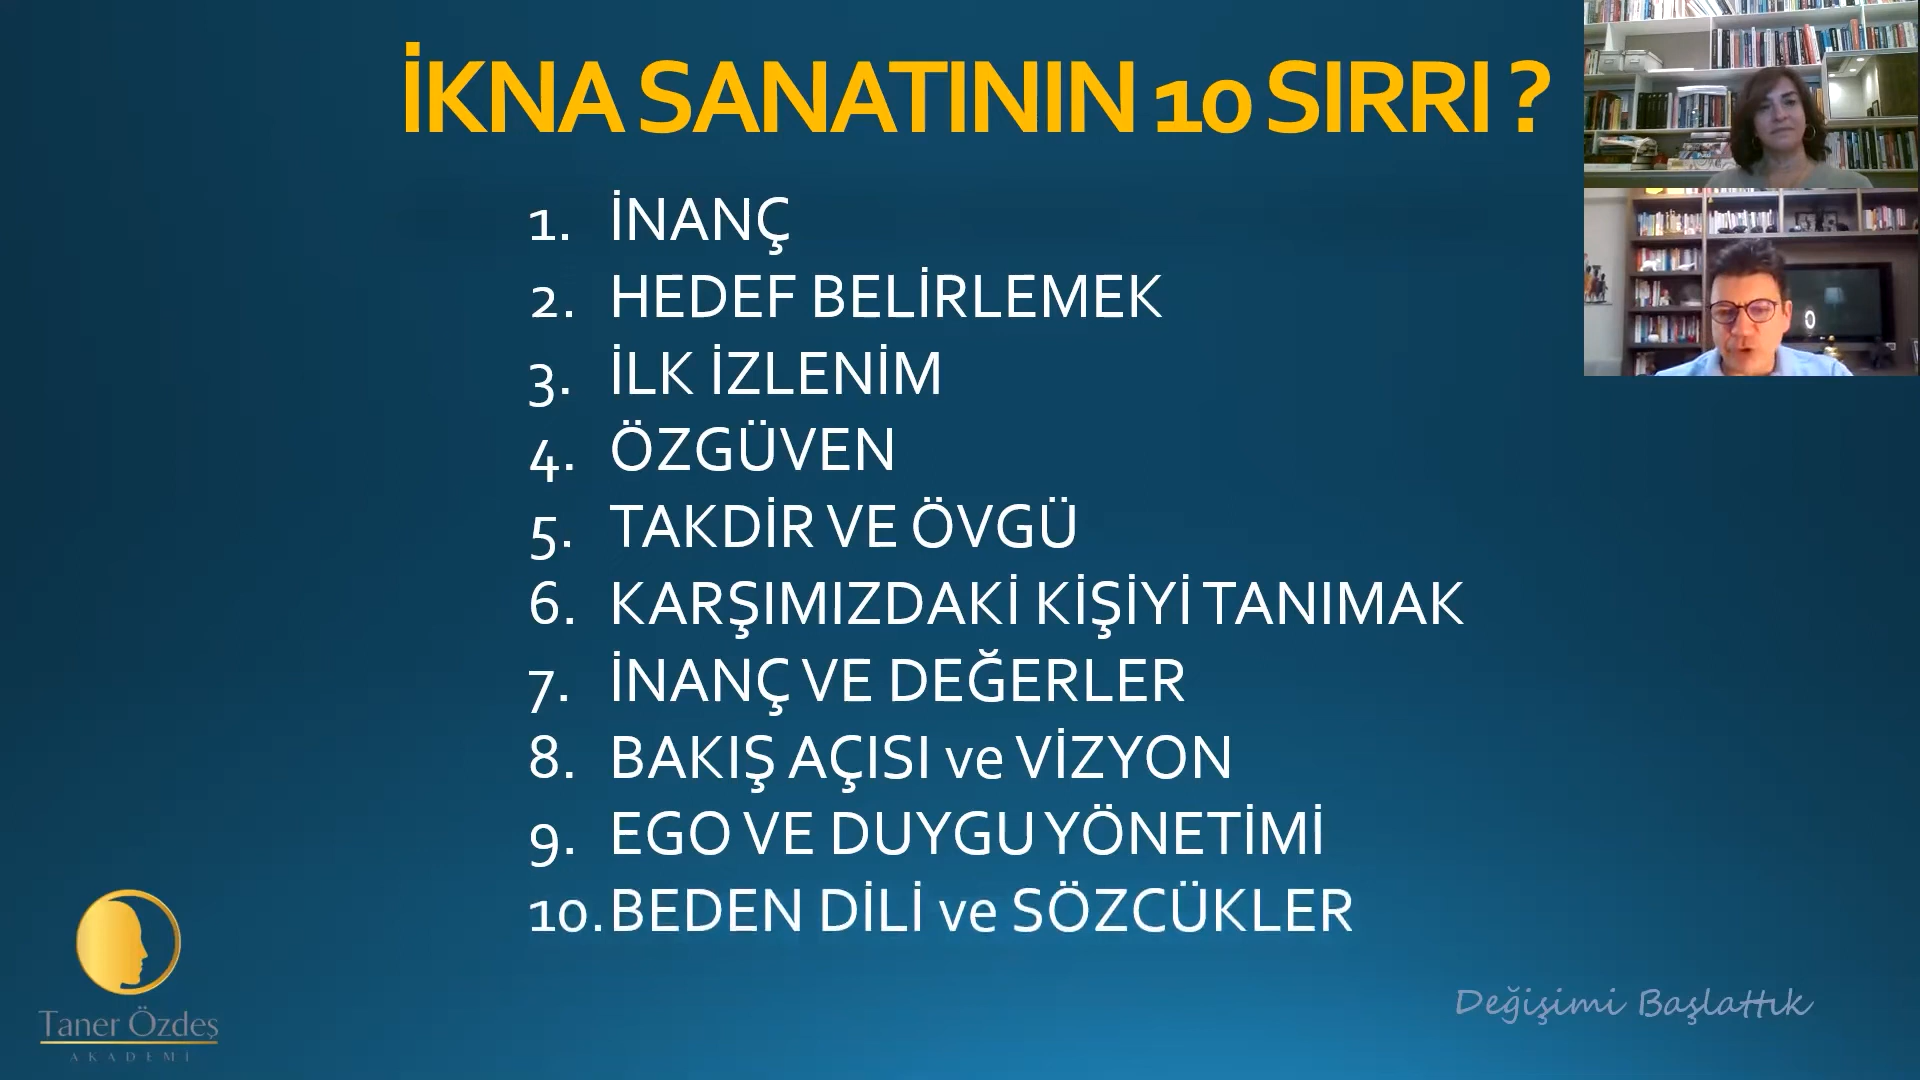 İKNA SANATININ 10 SIRRI ?
1. İNANÇ
2. HEDEF BELİRLEMEK
3. İLK İZLENİM
4. ÖZGÜVEN
5. TAKDİR VE ÖVGÜ
6. KARŞIMIZDAKİ KİŞİYİ TANIMAK
7. İNANÇ VE DEĞERLER
8. BAKIŞ AÇISI ve VİZYON
9. EGO VE DUYGU YÖNETİMİ
10. BEDEN DİLİ ve SÖZCÜKLER
Taner Özdeş
AKADEMİ
Değişimi Başlattık